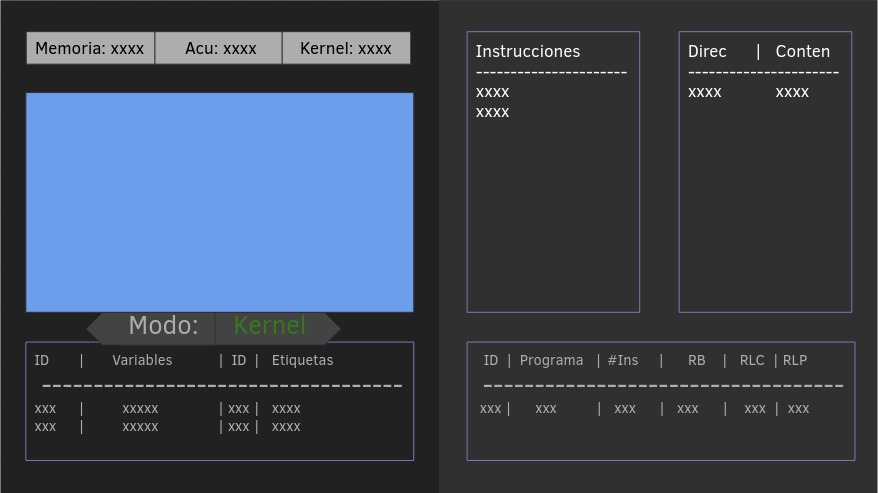 Memoria: xxxx Acu: xxxx Kernel: xxxx
Modo: Kernel
ID | Variables | ID | Etiquetas
------------------------------------
xxx | xxxxx | xxx | xxxx
xxx | xxxxx | xxx | xxxx
Instrucciones
----------------------
xxxx
xxxx
Direc | Conten
----------------------
xxxx xxxx
ID | Programa | #Ins | RB | RLC | RLP
------------------------------------
xxx | xxx | xxx | xxx | xxx | xxx